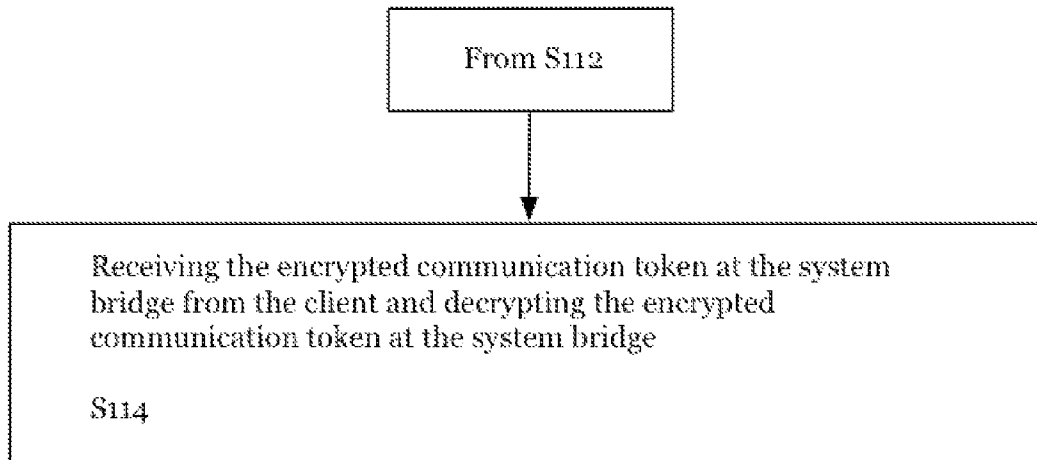 From S112
Receiving the encrypted communication token at the system
bridge from the client and decrypting the encrypted
communication token at the system bridge
S114